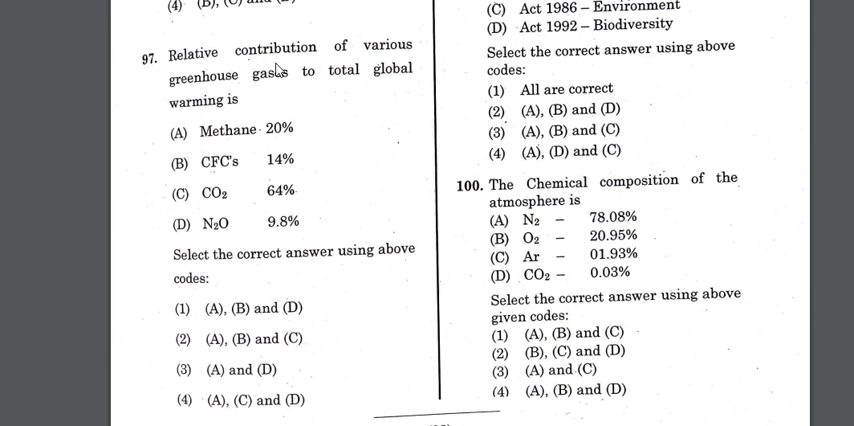 (4)
97. Relative contribution of various
greenhouse gases to total global
warming is
(A) Methane 20%
(B) CFC's 14%
(C) CO₂ 64%
(D) N₂O 9.8%
Select the correct answer using above
codes:
(1) (A), (B) and (D)
(2) (A), (B) and (C)
(3) (A) and (D)
(4) (A), (C) and (D)
(C) Act 1986 – Environment
(D) Act 1992 – Biodiversity
Select the correct answer using above
codes:
(1) All are correct
(2) (A), (B) and (D)
(3) (A), (B) and (C)
(4) (A), (D) and (C)
100. The Chemical composition of the
atmosphere is
(A) N₂ – 78.08%
(B) O₂ – 20.95%
(C) Ar – 01.93%
(D) CO₂ – 0.03%
Select the correct answer using above
given codes:
(1) (A), (B) and (C)
(2) (B), (C) and (D)
(3) (A) and (C)
(4) (A), (B) and (D)